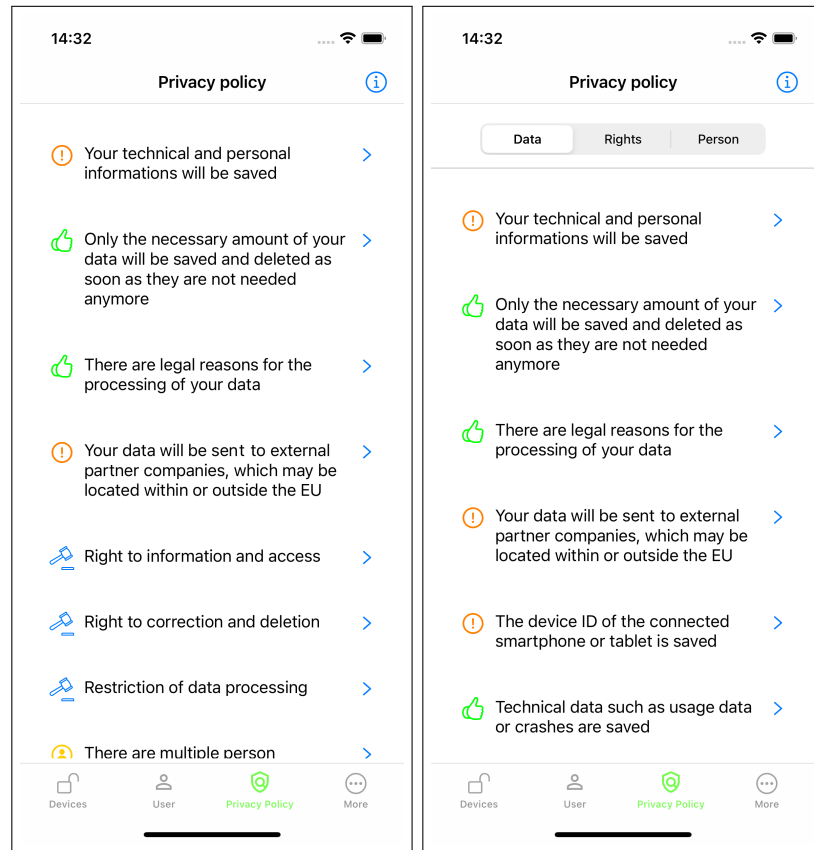 14:32
Privacy policy
Your technical and personal
informations will be saved
Only the necessary amount of your
data will be saved and deleted as
soon as they are not needed
anymore
There are legal reasons for the
processing of your data
Your data will be sent to external
partner companies, which may be
located within or outside the EU
Right to information and access
Right to correction and deletion
Restriction of data processing
There are multiple person
Devices
User
Privacy Policy
More
14:32
Privacy policy
Data
Rights
Person
Your technical and personal
informations will be saved
Only the necessary amount of your
data will be saved and deleted as
soon as they are not needed
anymore
There are legal reasons for the
processing of your data
Your data will be sent to external
partner companies, which may be
located within or outside the EU
The device ID of the connected
smartphone or tablet is saved
Technical data such as usage data
or crashes are saved
Devices
User
Privacy Policy
More